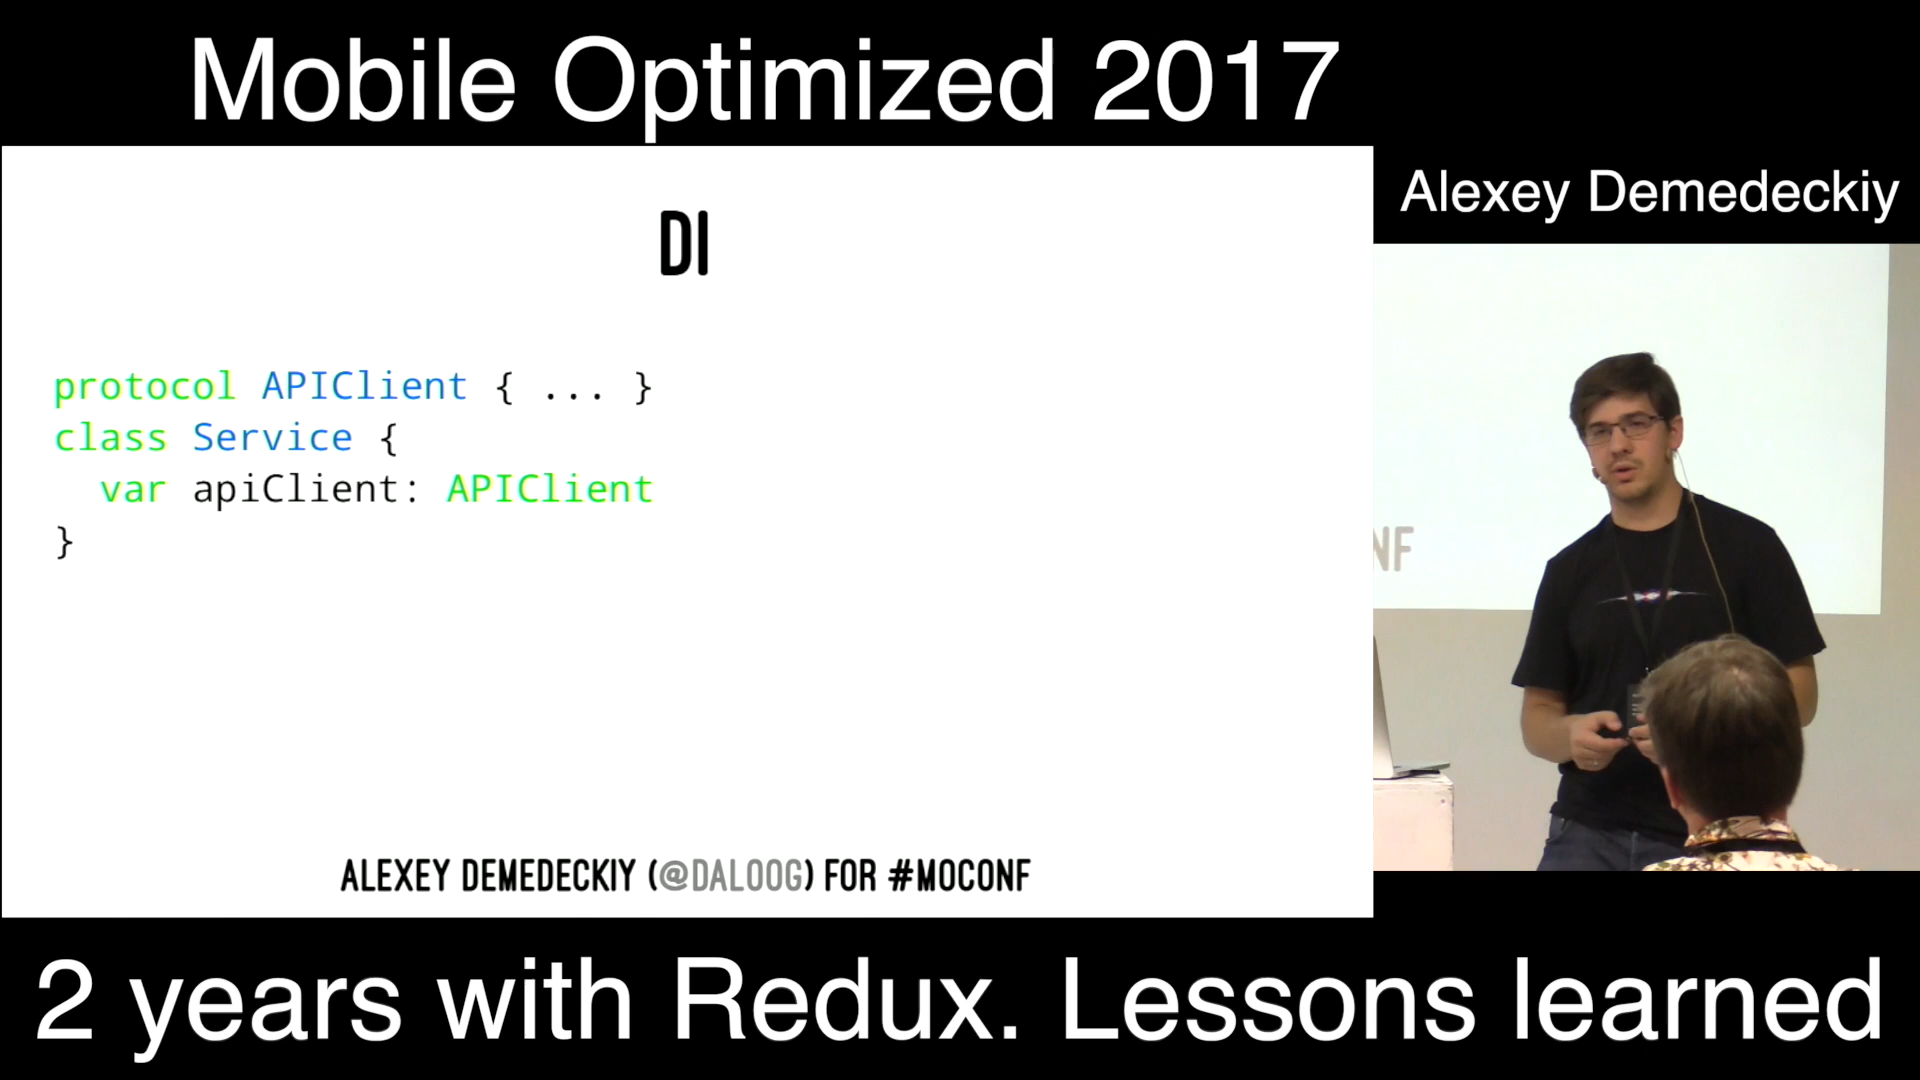 Mobile Optimized 2017
Alexey Demedeckiy
DI
protocol APIClient { ... }
class Service {
var apiClient: APIClient
}
NF
ALEXEY DEMEDECKIY (@DALOOG) FOR #MOCONF
2 years with Redux. Lessons learned